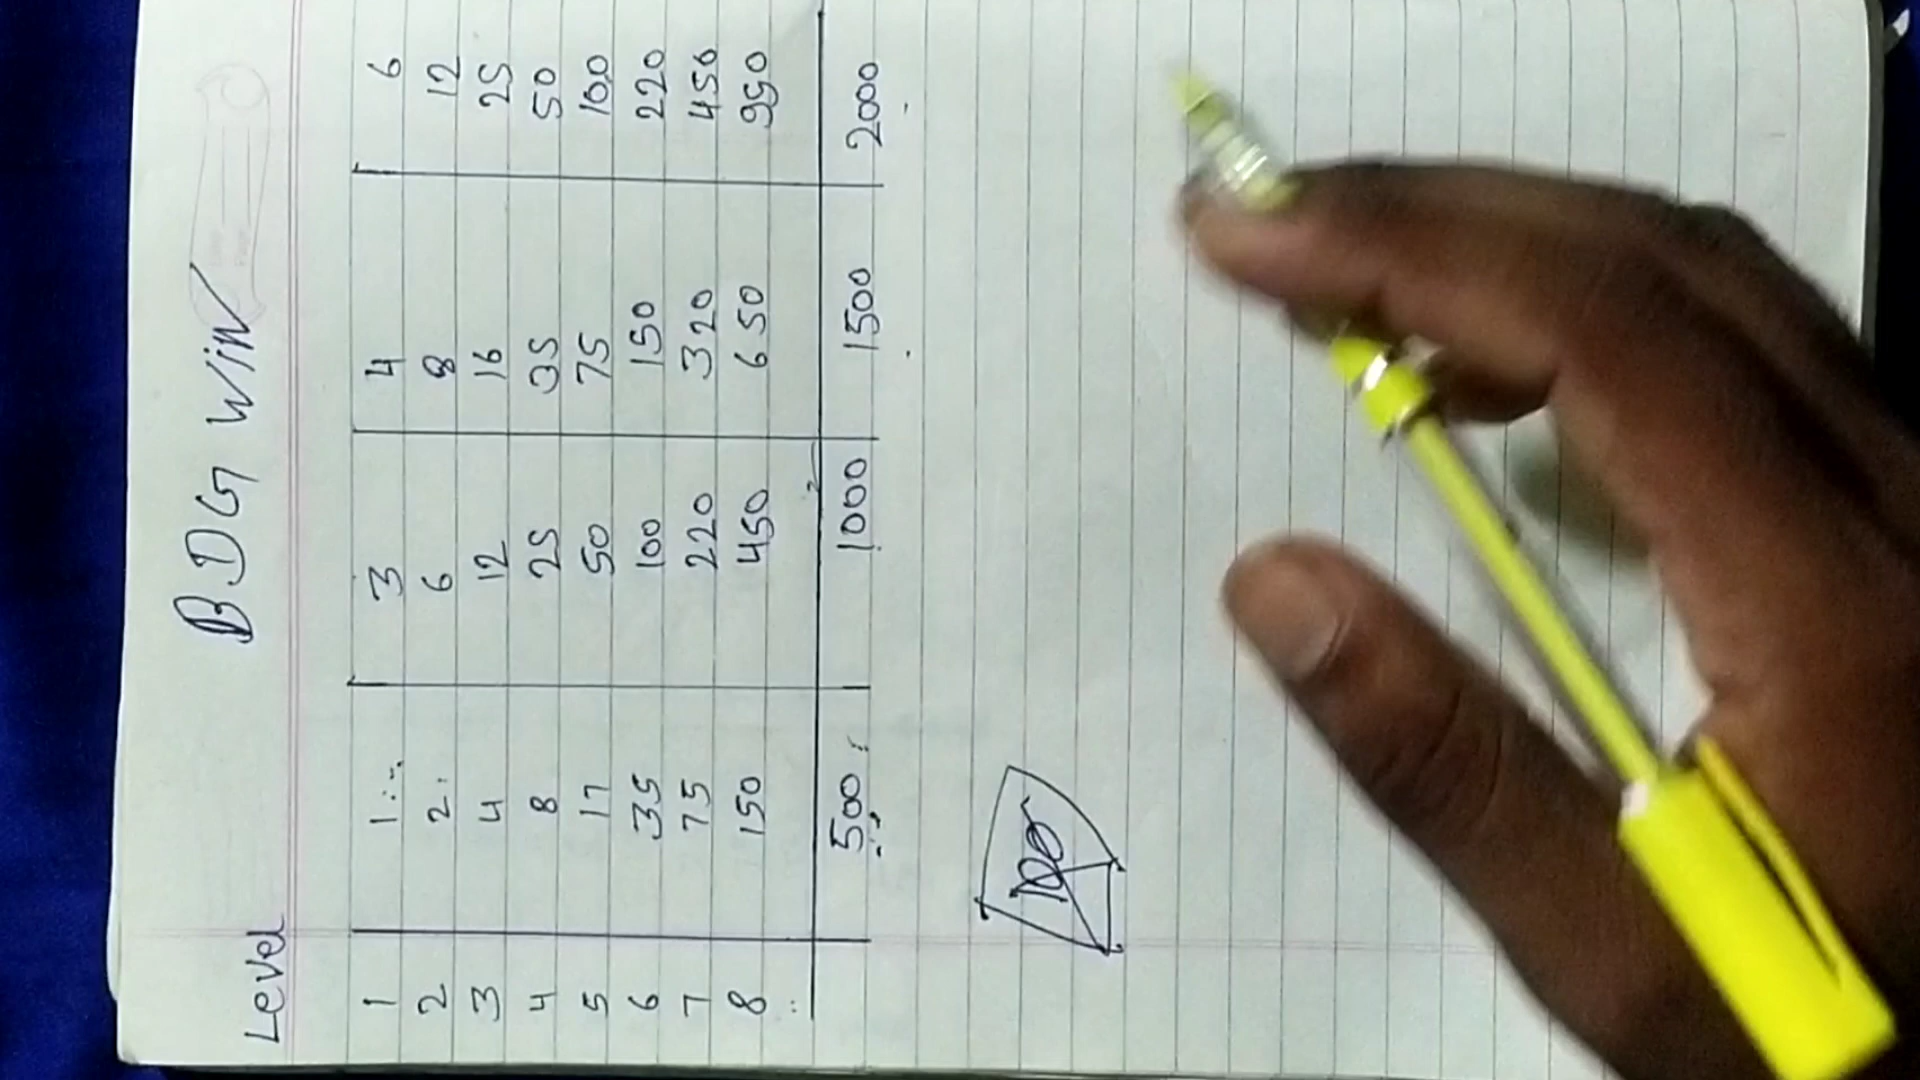 B.DG WiN
Level
1 1 3 4 6
2 2 6 8 12
3 4 12 16 25
4 8 25 35 50
5 17 50 75 100
6 35 100 150 220
7 75 220 320 450
8 150 450 650 950
500 1000 1500 2000
100